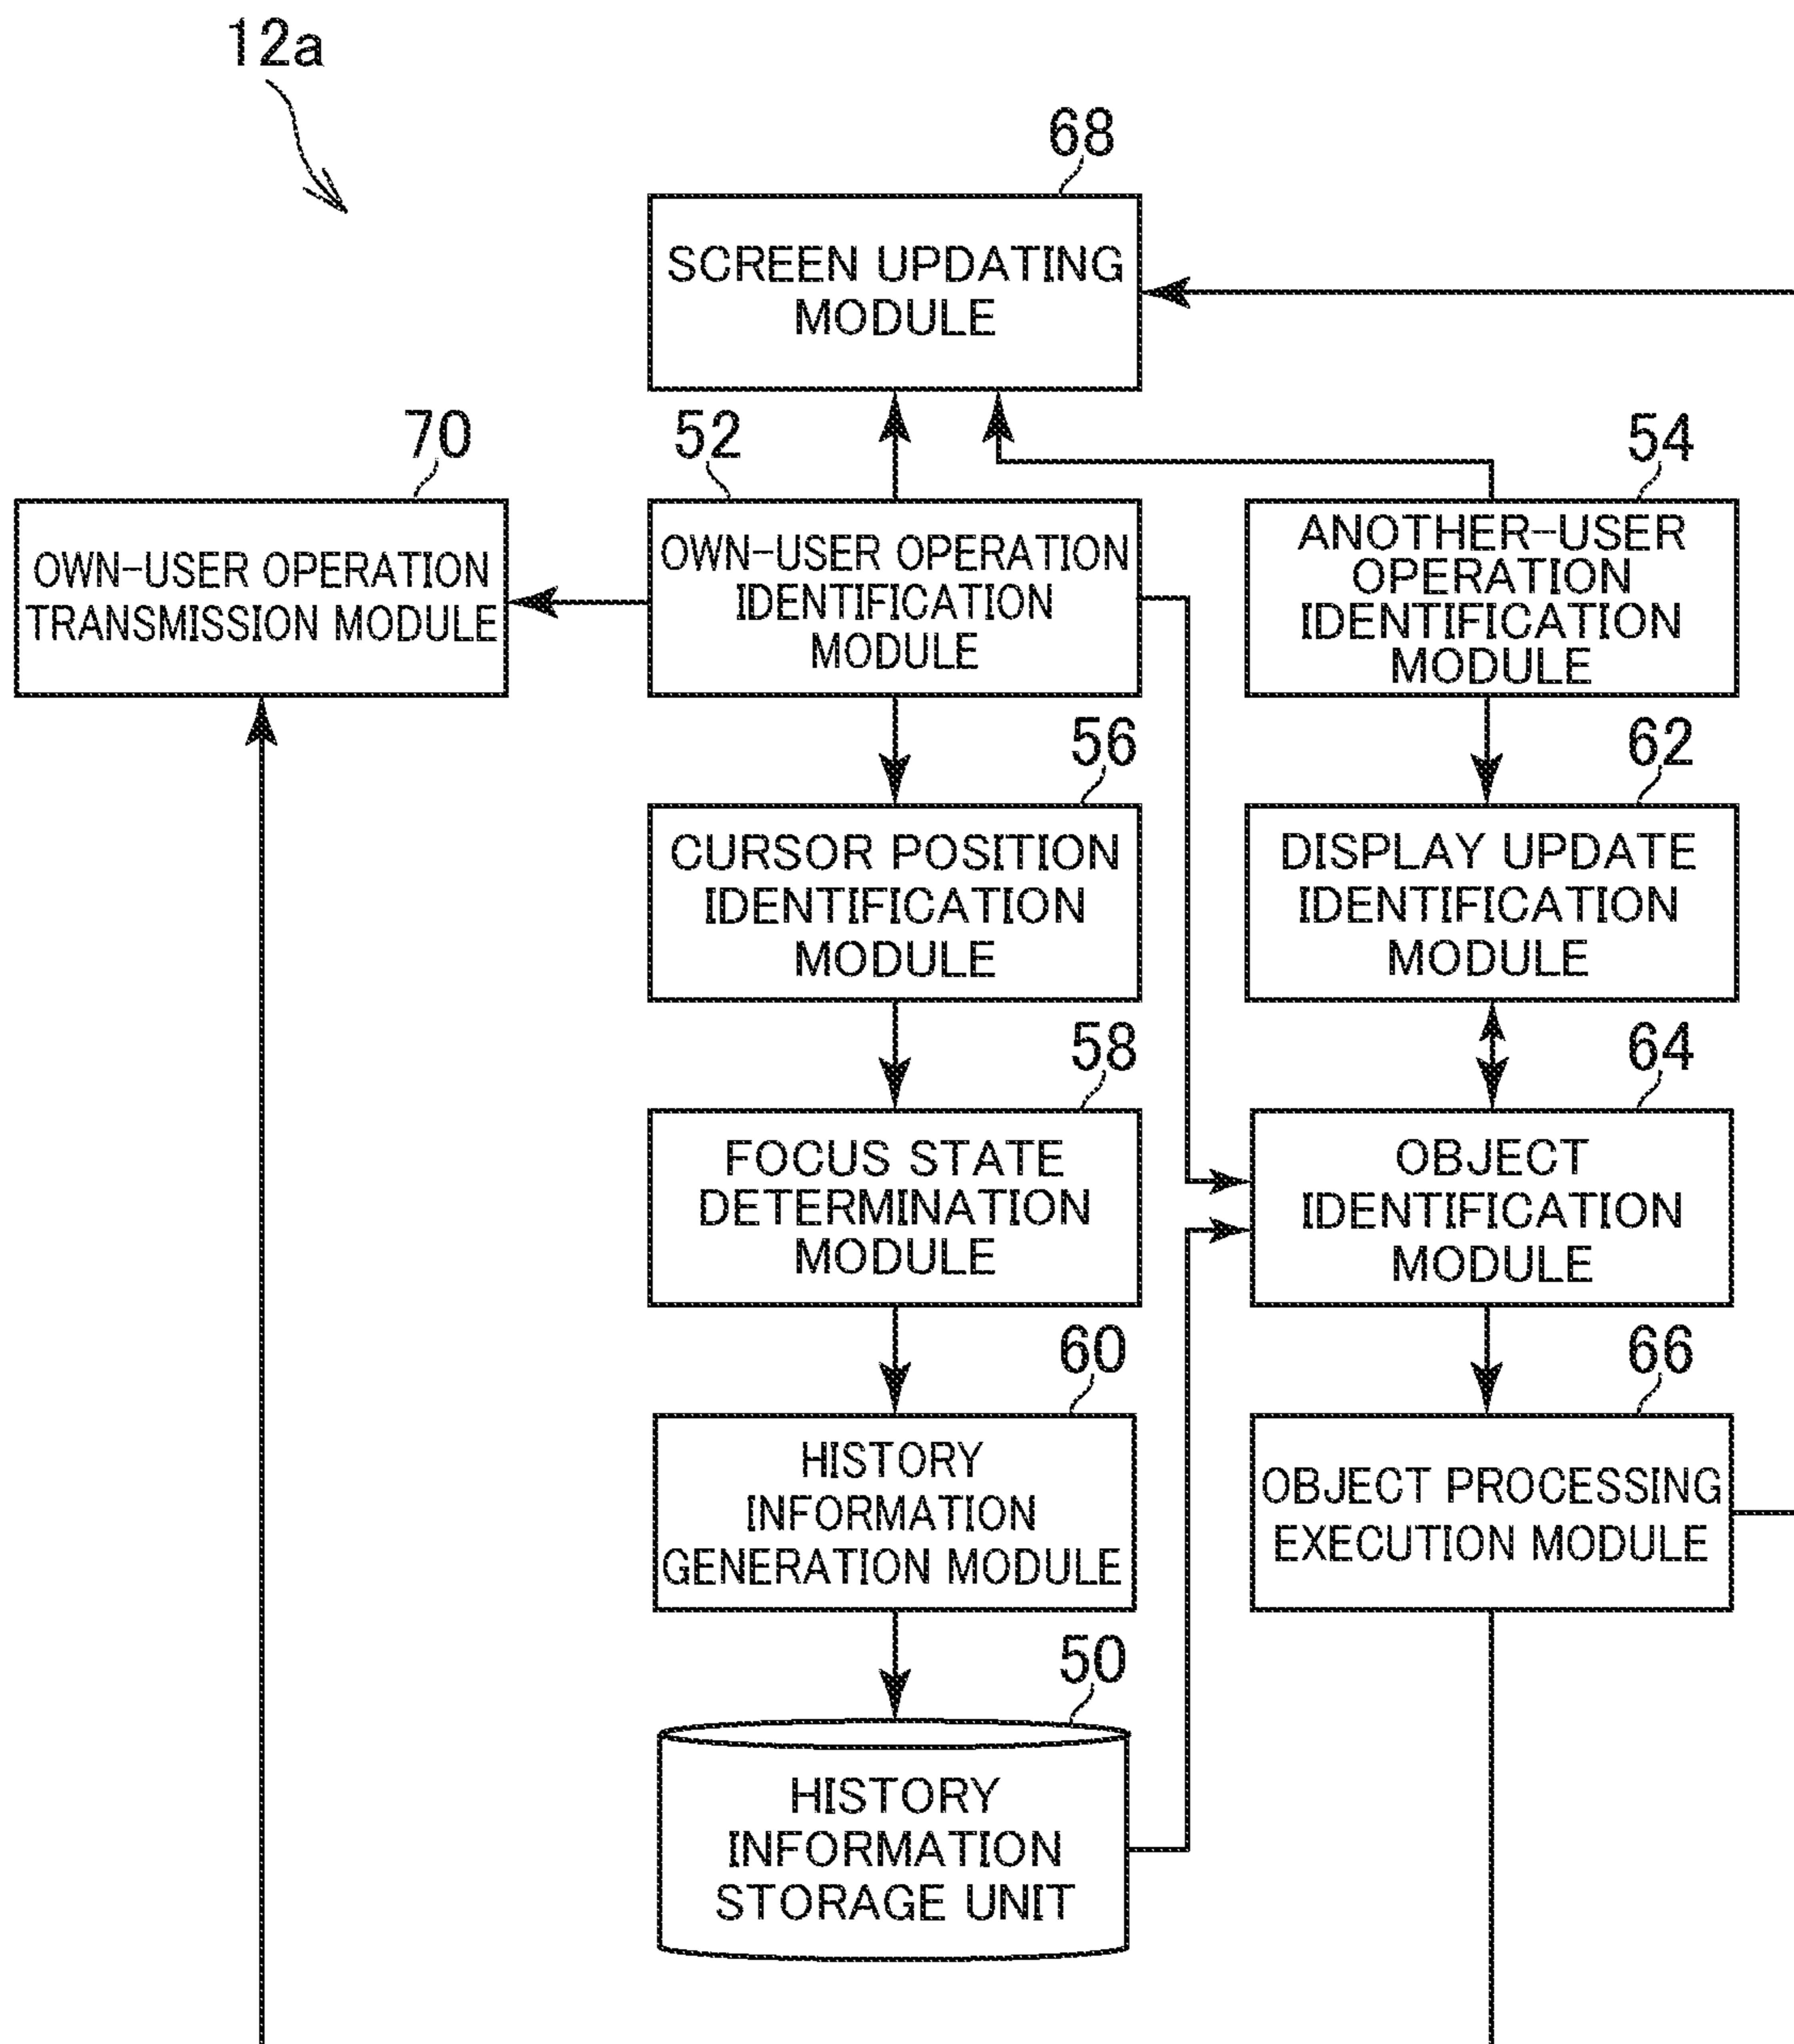 12a
68
SCREEN UPDATING
MODULE
70
OWN-USER OPERATION
TRANSMISSION MODULE
52
OWN-USER OPERATION
IDENTIFICATION
MODULE
54
ANOTHER-USER
OPERATION
IDENTIFICATION
MODULE
56
CURSOR POSITION
IDENTIFICATION
MODULE
62
DISPLAY UPDATE
IDENTIFICATION
MODULE
58
FOCUS STATE
DETERMINATION
MODULE
64
OBJECT
IDENTIFICATION
MODULE
60
HISTORY
INFORMATION
GENERATION MODULE
66
OBJECT PROCESSING
EXECUTION MODULE
50
HISTORY
INFORMATION
STORAGE UNIT